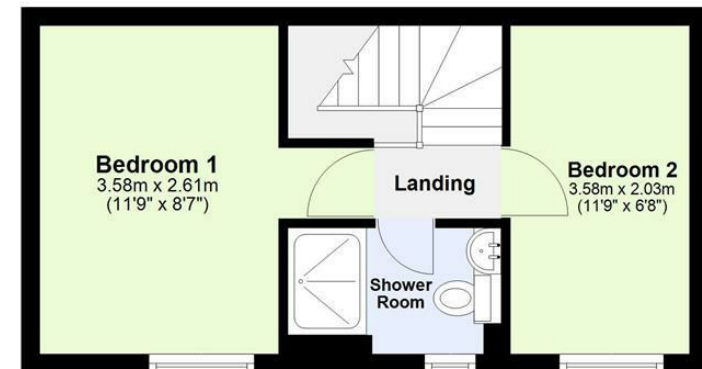 Bedroom 1
3.58m x 2.61m
(11'9" x 8'7")
Landing
Bedroom 2
3.58m x 2.03m
(11'9" x 6'8")
Shower
Room